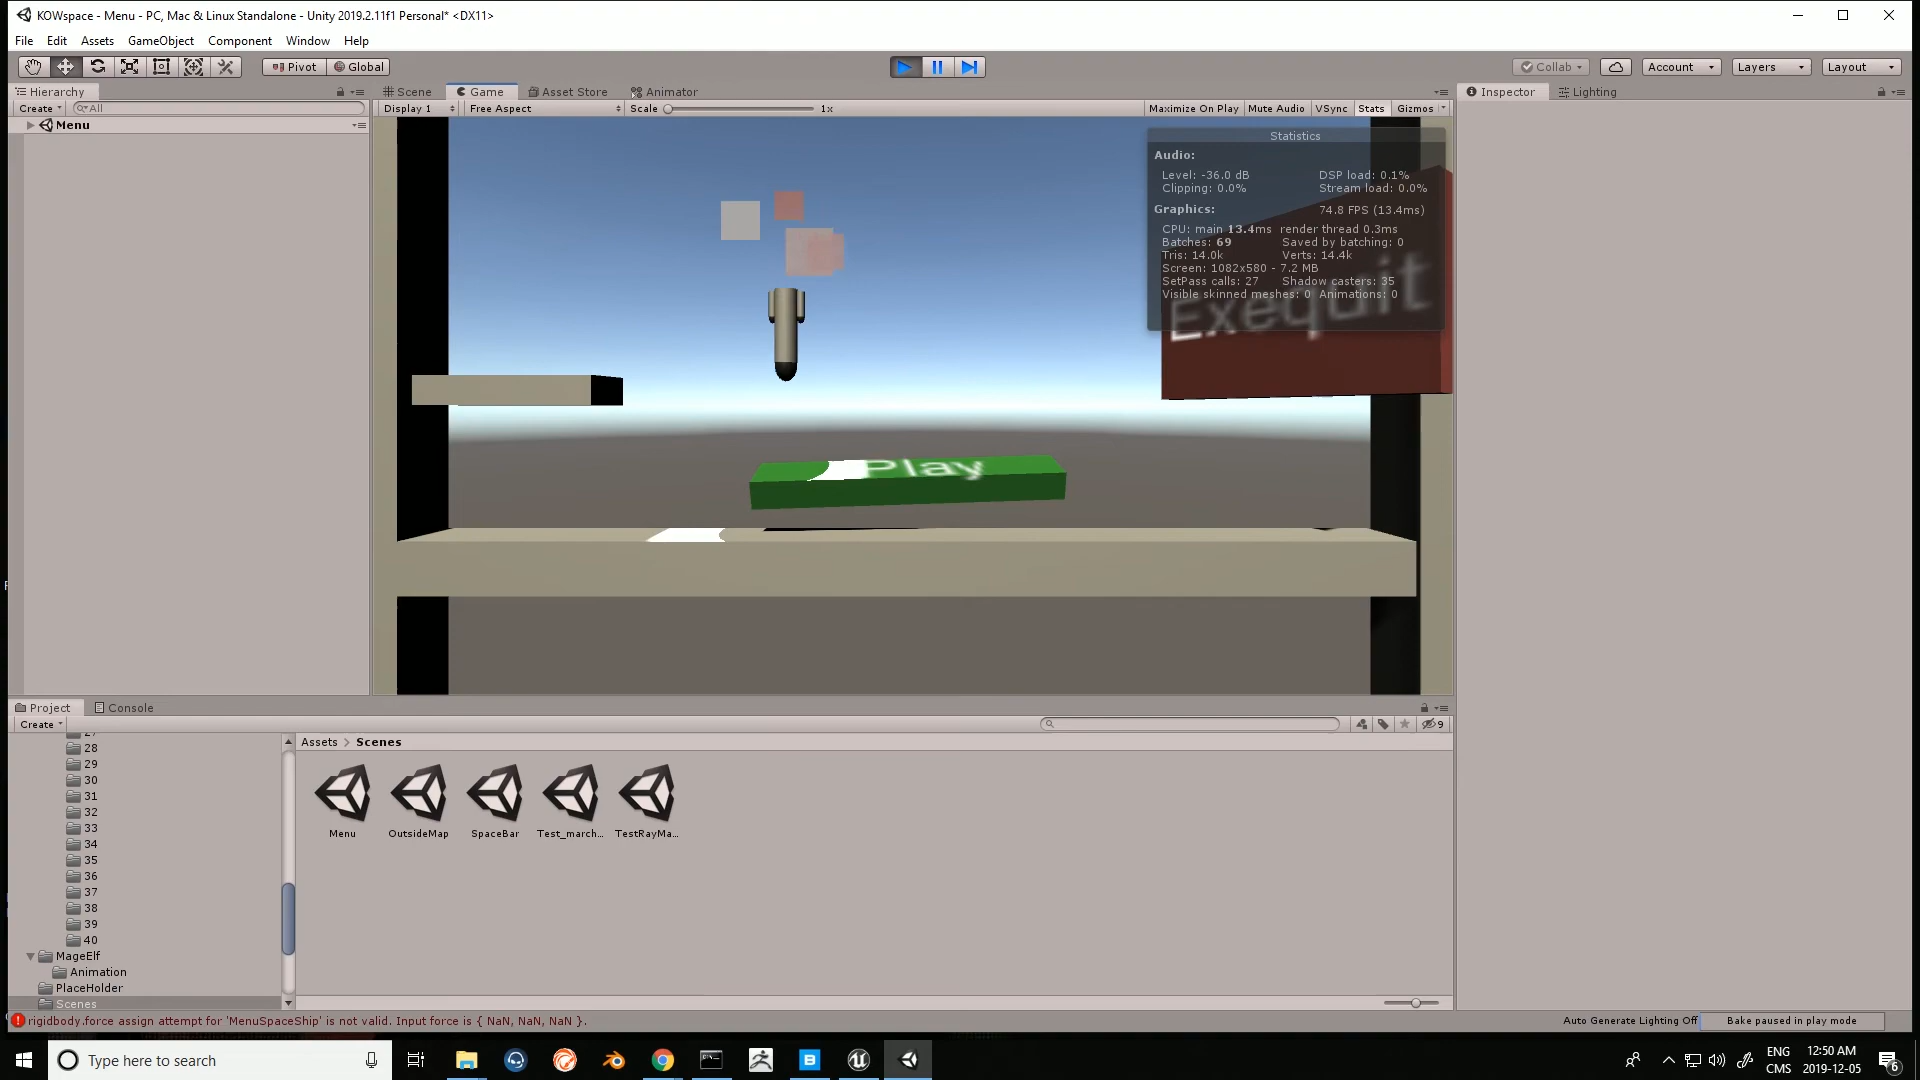 KOWspace - Menu - PC, Mac & Linux Standalone - Unity 2019.2.11f1 Personal* <DX11>
File Edit Assets GameObject Component Window Help
Pivot Global Collab Account Layers Layout
Hierarchy Scene Game Asset Store Animator Inspector Lighting
Create All Display 1 Free Aspect Scale 1x Maximize On Play Mute Audio VSync Stats Gizmos
Menu
Statistics
Audio:
Level: -36.0 dB DSP load: 0.1%
Clipping: 0.0% Stream load: 0.0%
Graphics: 74.8 FPS (13.4ms)
CPU: main 13.4ms render thread 0.3ms
Batches: 69 Saved by batching: 0
Tris: 14.0k Verts: 14.4k
Screen: 1082x580 - 7.2 MB
SetPass calls: 27 Shadow casters: 35
Visible skinned meshes: 0 Animations: 0
Exequit
Play
Project Console
Create 9
Assets > Scenes
28
29
30
31
32
33
34
35
36
37
38
39
40
MageElf
Animation
PlaceHolder
Scenes
Menu OutsideMap SpaceBar Test_march... TestRayMa...
rigidbody.force assign attempt for 'MenuSpaceShip' is not valid. Input force is { NaN, NaN, NaN }.
Auto Generate Lighting Off Bake paused in play mode
Type here to search
ENG 12:50 AM
CMS 2019-12-05
6